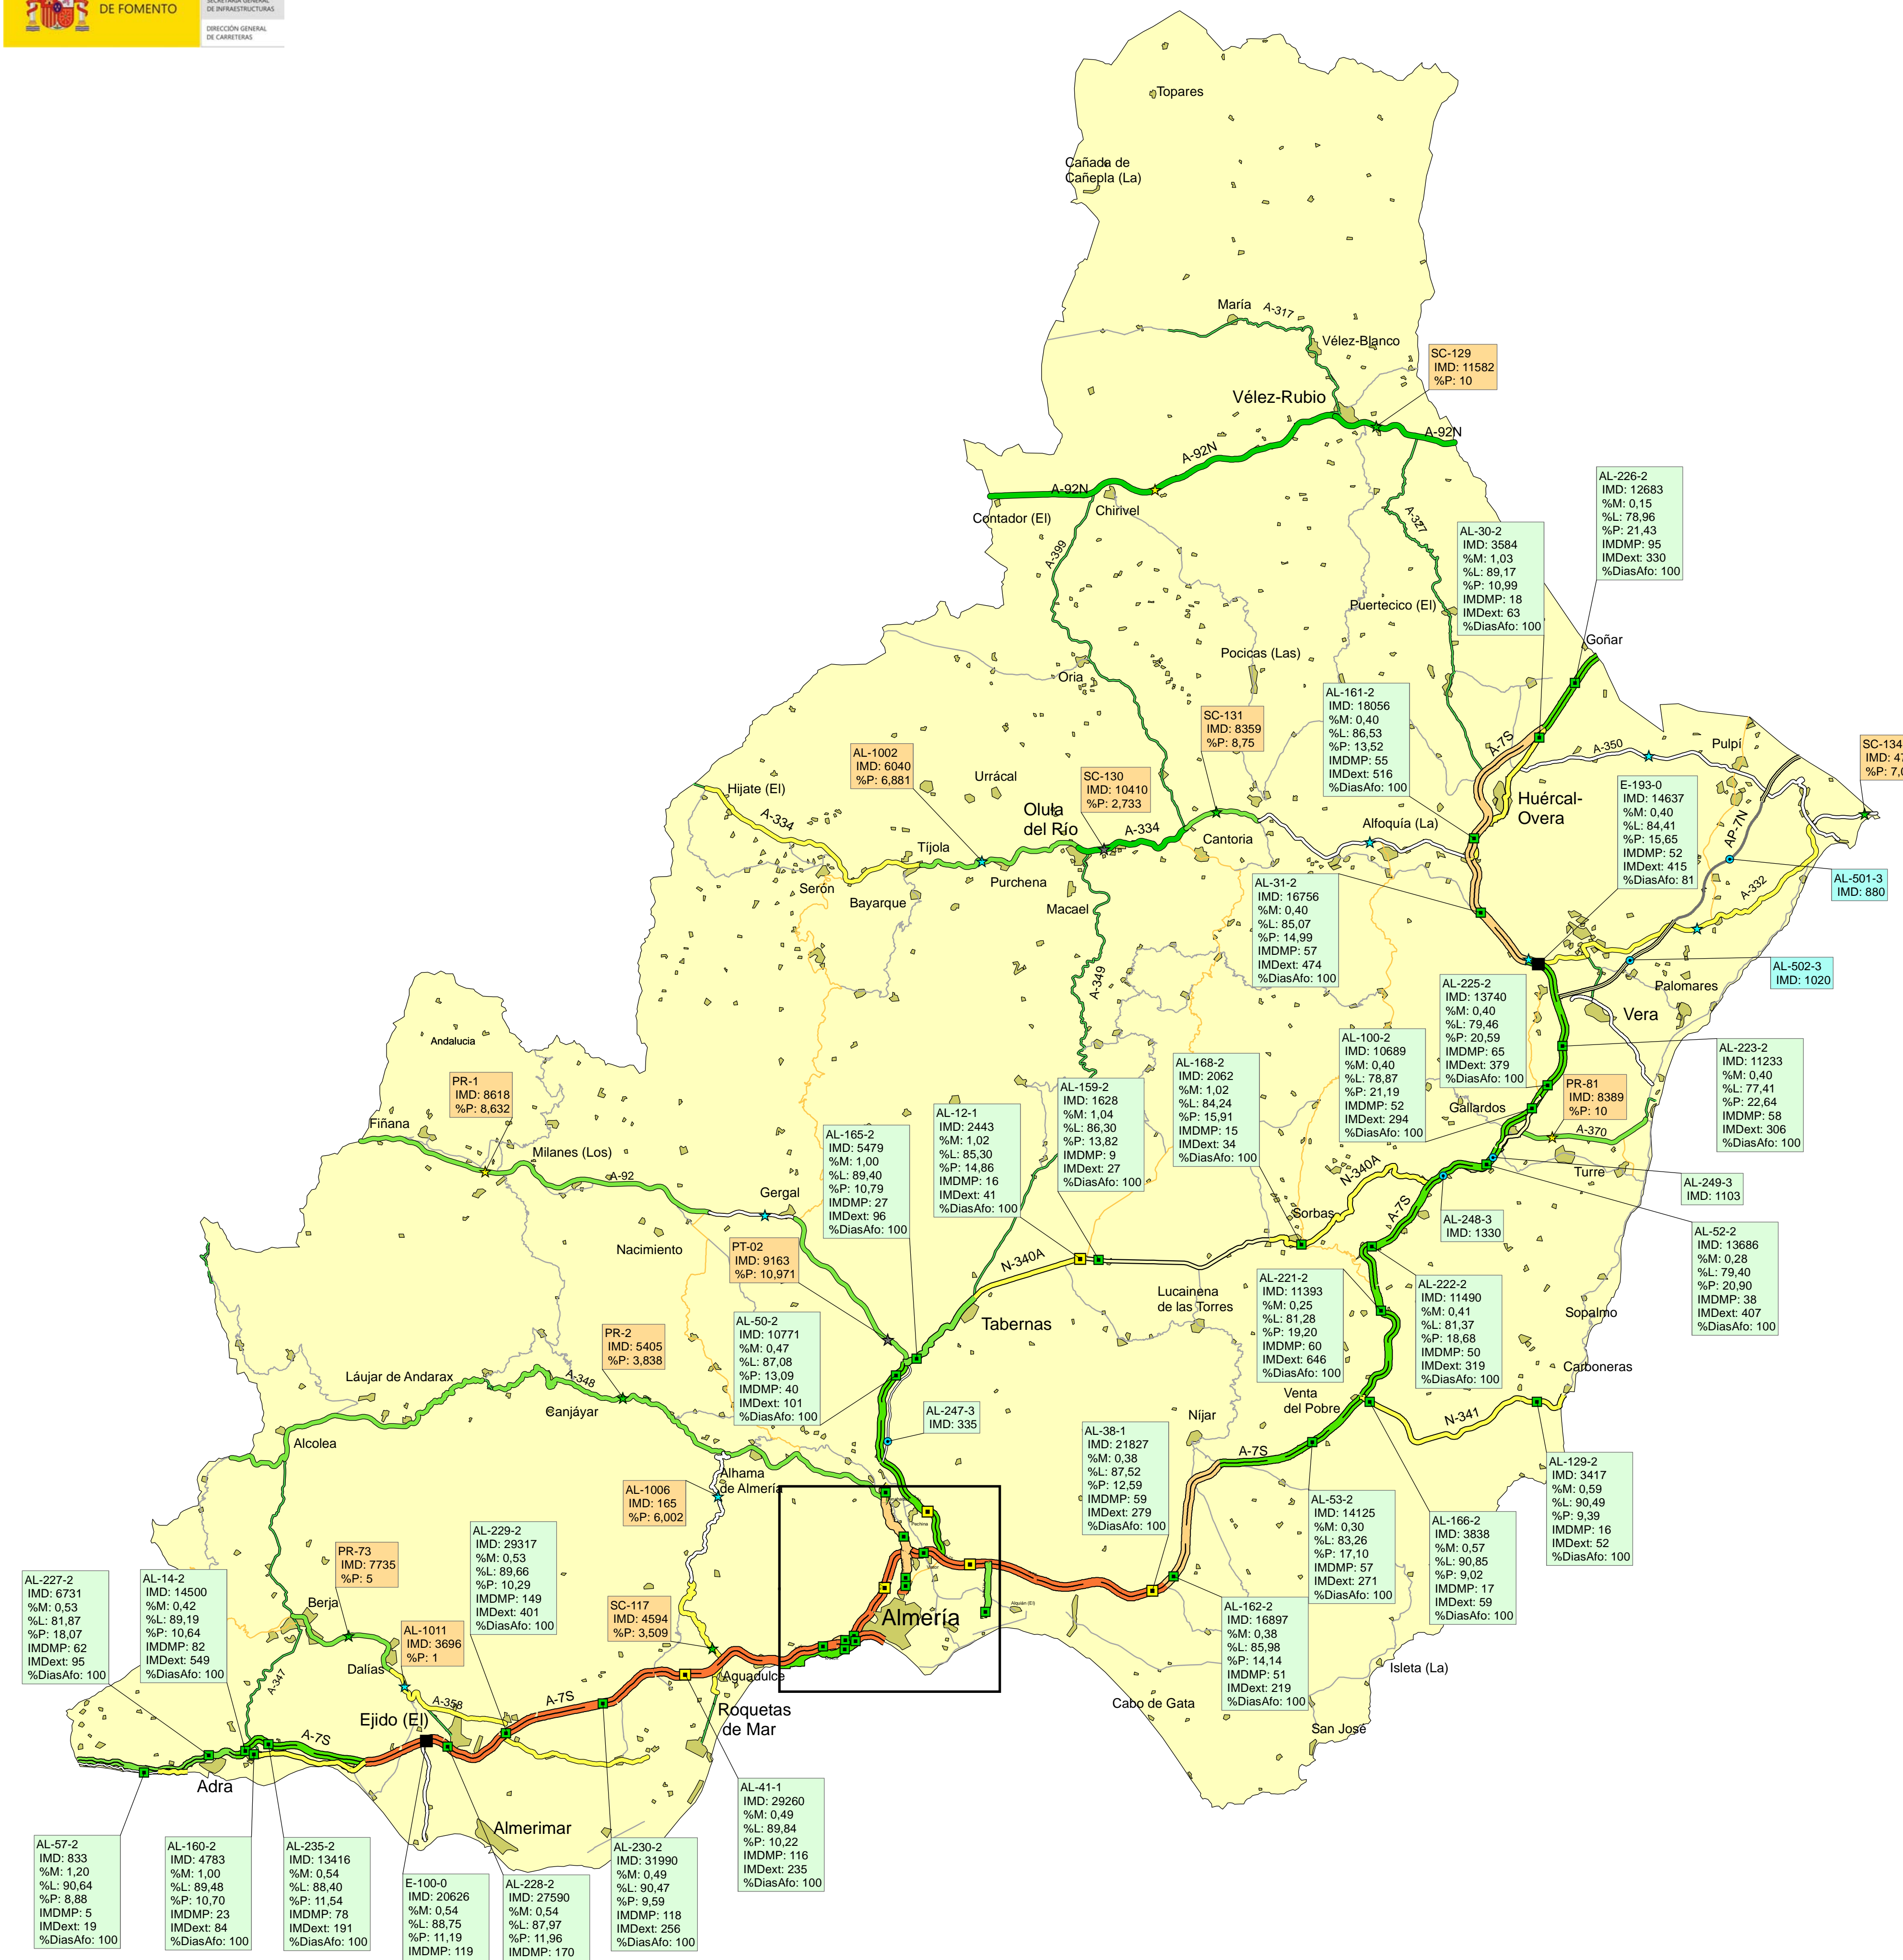 DE FOMENTO
SECRETARÍA GENERAL
DE INFRAESTRUCTURAS
DIRECCIÓN GENERAL
DE CARRETERAS
Topares
Cañada de
Cañepla (La)
María
A-317
Vélez-Blanco
SC-129
IMD: 11582
%P: 10
Vélez-Rubio
A-92N
A-92N
A-92N
Contador (El)
Chirivel
A-399
A-327
AL-226-2
IMD: 12683
%M: 0,15
%L: 78,96
%P: 21,43
IMDMP: 95
IMDext: 330
%DiasAfo: 100
AL-30-2
IMD: 3584
%M: 1,03
%L: 89,17
%P: 10,99
IMDMP: 18
IMDext: 63
%DiasAfo: 100
Puertecico (El)
Goñar
Pocicas (Las)
Oria
AL-161-2
IMD: 18056
%M: 0,40
%L: 86,53
%P: 13,52
IMDMP: 55
IMDext: 516
%DiasAfo: 100
SC-131
IMD: 8359
%P: 8,75
A-7S
A-350
Pulpí
SC-134
IMD: 47
%P: 7,0
AL-1002
IMD: 6040
%P: 6,881
Urrácal
SC-130
IMD: 10410
%P: 2,733
Hijate (El)
A-334
Olula
del Río
A-334
Cantoria
Alfoquía (La)
Huércal-
Overa
E-193-0
IMD: 14637
%M: 0,40
%L: 84,41
%P: 15,65
IMDMP: 52
IMDext: 415
%DiasAfo: 81
AP-7N
A-332
AL-501-3
IMD: 880
Tíjola
Serón
Purchena
Bayarque
Macael
AL-31-2
IMD: 16756
%M: 0,40
%L: 85,07
%P: 14,99
IMDMP: 57
IMDext: 474
%DiasAfo: 100
A-349
AL-502-3
IMD: 1020
Palomares
Vera
AL-225-2
IMD: 13740
%M: 0,40
%L: 79,46
%P: 20,59
IMDMP: 65
IMDext: 379
%DiasAfo: 100
Andalucia
AL-100-2
IMD: 10689
%M: 0,40
%L: 78,87
%P: 21,19
IMDMP: 52
IMDext: 294
%DiasAfo: 100
AL-223-2
IMD: 11233
%M: 0,40
%L: 77,41
%P: 22,64
IMDMP: 58
IMDext: 306
%DiasAfo: 100
AL-168-2
IMD: 2062
%M: 1,02
%L: 84,24
%P: 15,91
IMDMP: 15
IMDext: 34
%DiasAfo: 100
PR-1
IMD: 8618
%P: 8,632
AL-159-2
IMD: 1628
%M: 1,04
%L: 86,30
%P: 13,82
IMDMP: 9
IMDext: 27
%DiasAfo: 100
PR-81
IMD: 8389
%P: 10
Gallardos
A-370
Turre
AL-12-1
IMD: 2443
%M: 1,02
%L: 85,30
%P: 14,86
IMDMP: 16
IMDext: 41
%DiasAfo: 100
AL-165-2
IMD: 5479
%M: 1,00
%L: 89,40
%P: 10,79
IMDMP: 27
IMDext: 96
%DiasAfo: 100
Fiñana
Milanes (Los)
A-92
Gergal
Nacimiento
PT-02
IMD: 9163
%P: 10,971
N-340A
N-340A
Sorbas
A-7S
AL-249-3
IMD: 1103
AL-248-3
IMD: 1330
AL-52-2
IMD: 13686
%M: 0,28
%L: 79,40
%P: 20,90
IMDMP: 38
IMDext: 407
%DiasAfo: 100
Lucainena
de las Torres
AL-221-2
IMD: 11393
%M: 0,25
%L: 81,28
%P: 19,20
IMDMP: 60
IMDext: 646
%DiasAfo: 100
AL-222-2
IMD: 11490
%M: 0,41
%L: 81,37
%P: 18,68
IMDMP: 50
IMDext: 319
%DiasAfo: 100
Sopalmo
Carboneras
Tabernas
AL-50-2
IMD: 10771
%M: 0,47
%L: 87,08
%P: 13,09
IMDMP: 40
IMDext: 101
%DiasAfo: 100
PR-2
IMD: 5405
%P: 3,838
Láujar de Andarax
A-348
Canjáyar
Alcolea
Venta
del Pobre
Níjar
N-341
A-7S
AL-247-3
IMD: 335
AL-38-1
IMD: 21827
%M: 0,38
%L: 87,52
%P: 12,59
IMDMP: 59
IMDext: 279
%DiasAfo: 100
AL-129-2
IMD: 3417
%M: 0,59
%L: 90,49
%P: 9,39
IMDMP: 16
IMDext: 52
%DiasAfo: 100
Alhama
de Almería
AL-1006
IMD: 165
%P: 6,002
AL-53-2
IMD: 14125
%M: 0,30
%L: 83,26
%P: 17,10
IMDMP: 57
IMDext: 271
%DiasAfo: 100
AL-166-2
IMD: 3838
%M: 0,57
%L: 90,85
%P: 9,02
IMDMP: 17
IMDext: 59
%DiasAfo: 100
Pechina
AL-229-2
IMD: 29317
%M: 0,53
%L: 89,66
%P: 10,29
IMDMP: 149
IMDext: 401
%DiasAfo: 100
PR-73
IMD: 7735
%P: 5
AL-227-2
IMD: 6731
%M: 0,53
%L: 81,87
%P: 18,07
IMDMP: 62
IMDext: 95
%DiasAfo: 100
AL-14-2
IMD: 14500
%M: 0,42
%L: 89,19
%P: 10,64
IMDMP: 82
IMDext: 549
%DiasAfo: 100
Berja
SC-117
IMD: 4594
%P: 3,509
AL-1011
IMD: 3696
%P: 1
Almería
Alquián (El)
AL-162-2
IMD: 16897
%M: 0,38
%L: 85,98
%P: 14,14
IMDMP: 51
IMDext: 219
%DiasAfo: 100
Dalías
A-347
A-358
A-7S
Aguadulce
Isleta (La)
Cabo de Gata
San José
Roquetas
de Mar
Ejido (El)
A-7S
Adra
Almerimar
AL-41-1
IMD: 29260
%M: 0,49
%L: 89,84
%P: 10,22
IMDMP: 116
IMDext: 235
%DiasAfo: 100
AL-57-2
IMD: 833
%M: 1,20
%L: 90,64
%P: 8,88
IMDMP: 5
IMDext: 19
%DiasAfo: 100
AL-160-2
IMD: 4783
%M: 1,00
%L: 89,48
%P: 10,70
IMDMP: 23
IMDext: 84
%DiasAfo: 100
AL-235-2
IMD: 13416
%M: 0,54
%L: 88,40
%P: 11,54
IMDMP: 78
IMDext: 191
%DiasAfo: 100
E-100-0
IMD: 20626
%M: 0,54
%L: 88,75
%P: 11,19
IMDMP: 119
AL-228-2
IMD: 27590
%M: 0,54
%L: 87,97
%P: 11,96
IMDMP: 170
AL-230-2
IMD: 31990
%M: 0,49
%L: 90,47
%P: 9,59
IMDMP: 118
IMDext: 256
%DiasAfo: 100